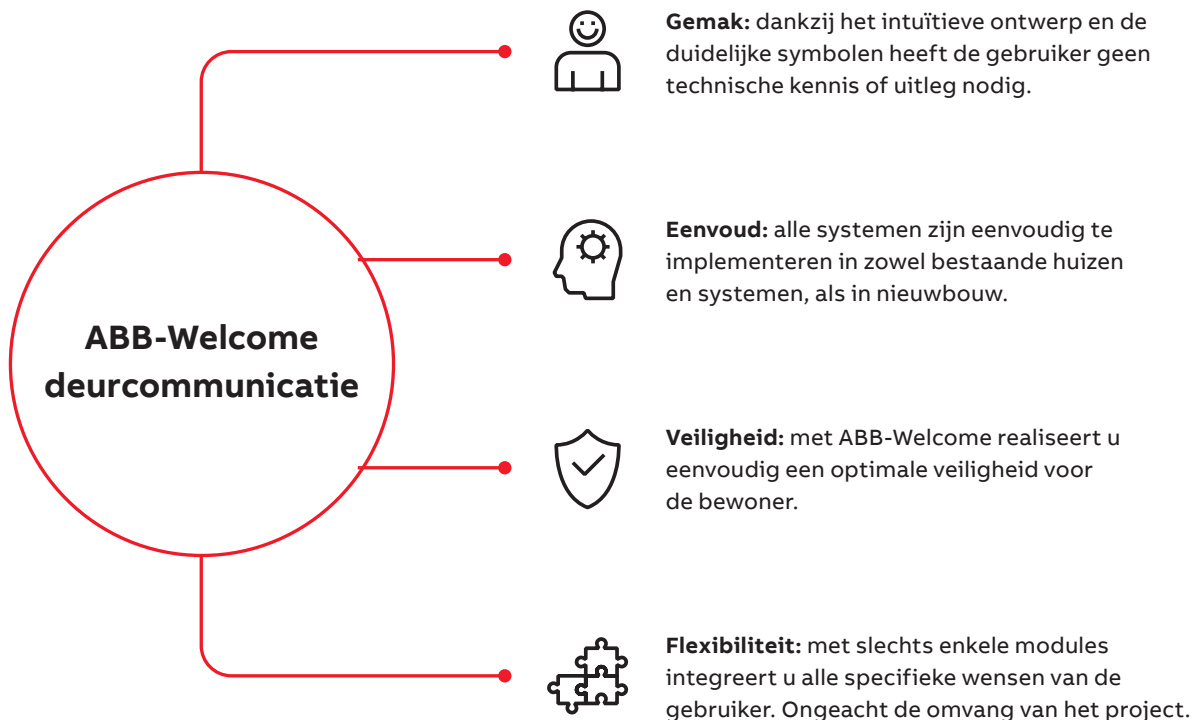 Gemak: dankzij het intuïtieve ontwerp en de
duidelijke symbolen heeft de gebruiker geen
technische kennis of uitleg nodig.
Eenvoud: alle systemen zijn eenvoudig te
implementeren in zowel bestaande huizen
en systemen, als in nieuwbouw.
ABB-Welcome
deurcommunicatie
Veiligheid: met ABB-Welcome realiseert u
eenvoudig een optimale veiligheid voor
de bewoner.
Flexibiliteit: met slechts enkele modules
integreert u alle specifieke wensen van de
gebruiker. Ongeacht de omvang van het project.